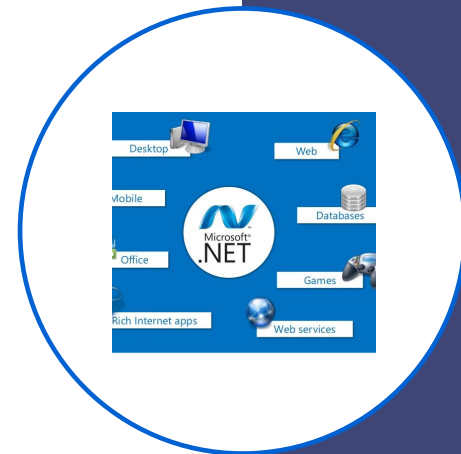 Desktop
Web
Mobile
Databases
Microsoft®
.NET
Office
Games
Rich Internet apps
Web services